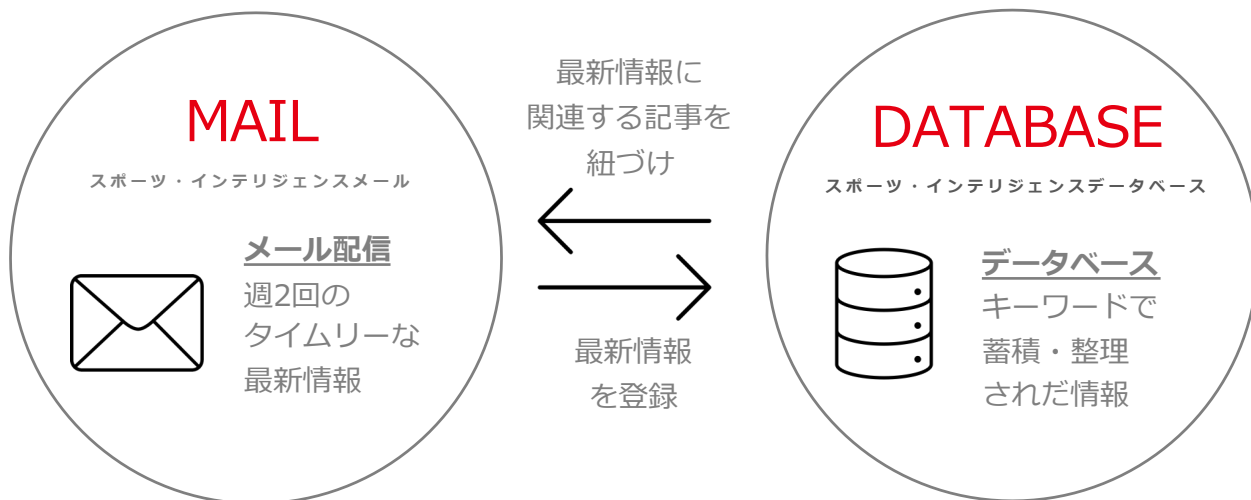 MAIL
スポーツ・インテリジェンスメール
メール配信
週2回の
タイムリーな
最新情報
最新情報に
関連する記事を
紐づけ
最新情報
を登録
DATABASE
スポーツ・インテリジェンスデータベース
データベース
キーワードで
蓄積・整理
されだ情報